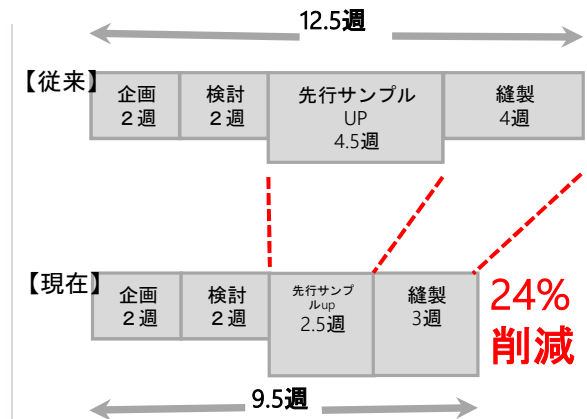 12.5週
【従来】
企画
２週
検討
２週
先行サンプル
UP
4.5週
縫製
4週
【現在】
企画
２週
検討
２週
先行サンプ
ルup
2.5週
縫製
3週
24%
削減
9.5週